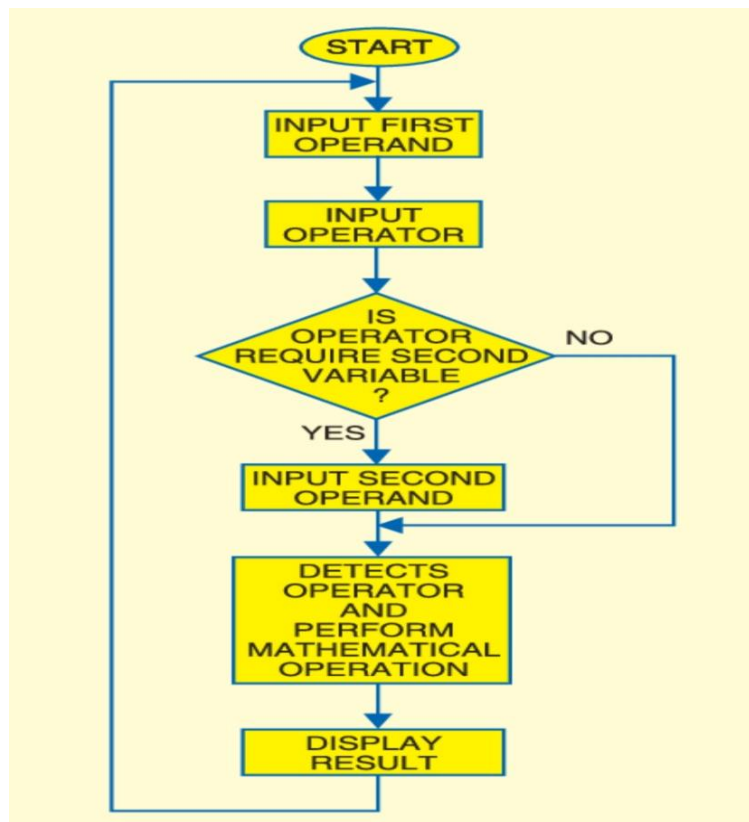 START
INPUT FIRST
OPERAND
INPUT
OPERATOR
IS
OPERATOR
REQUIRE SECOND
VARIABLE
?
NO
YES
INPUT SECOND
OPERAND
DETECTS
OPERATOR
AND
PERFORM
MATHEMATICAL
OPERATION
DISPLAY
RESULT